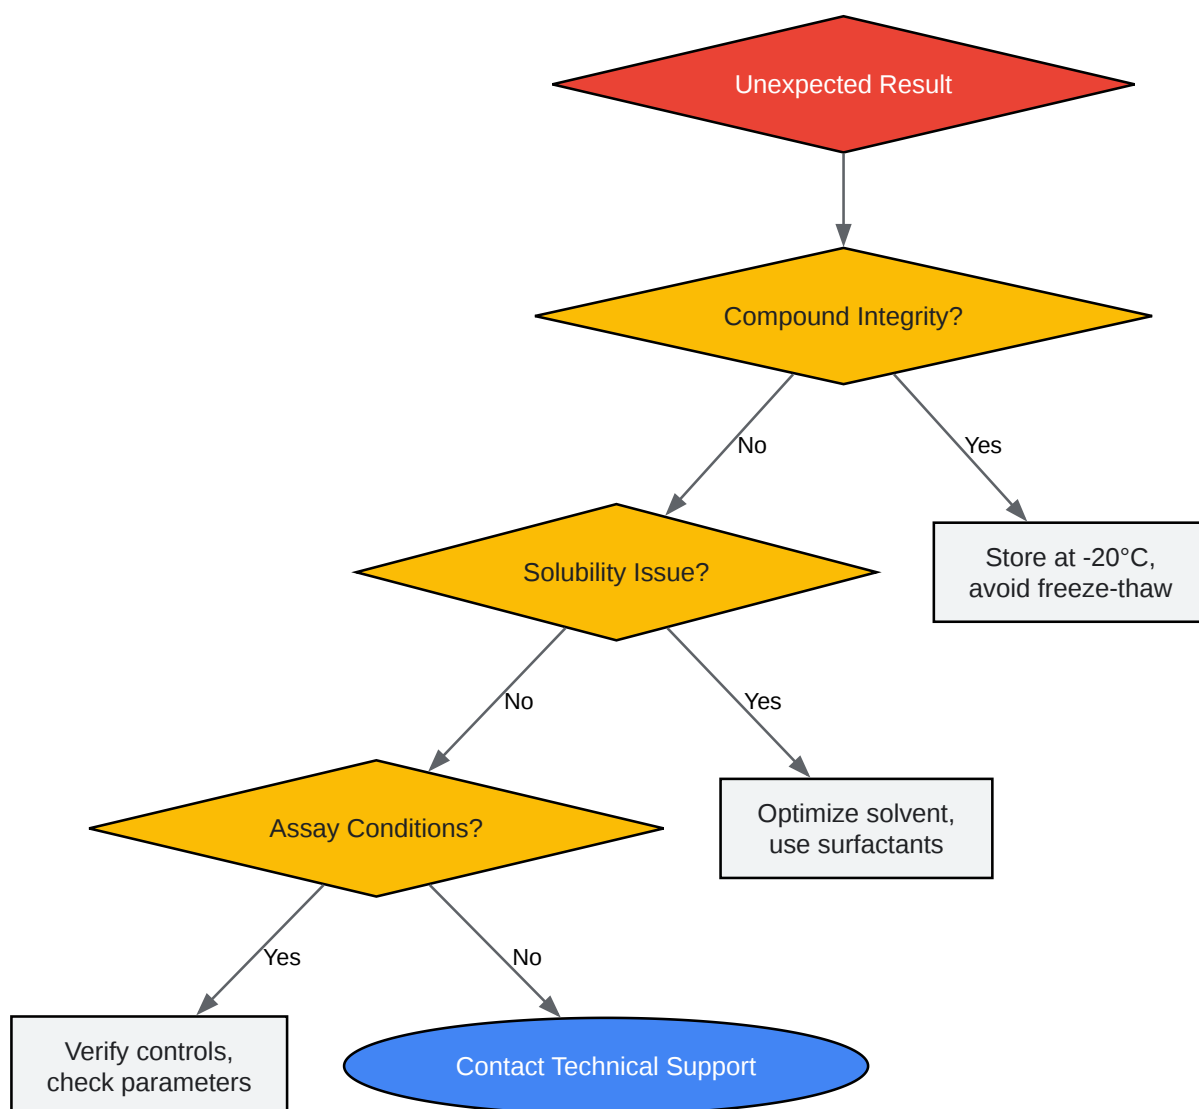 Unexpected Result
Compound Integrity?
No
Yes
Solubility Issue?
Store at -20°C,
avoid freeze-thaw
No
Yes
Assay Conditions?
Optimize solvent,
use surfactants
Yes
No
Verify controls,
check parameters
Contact Technical Support